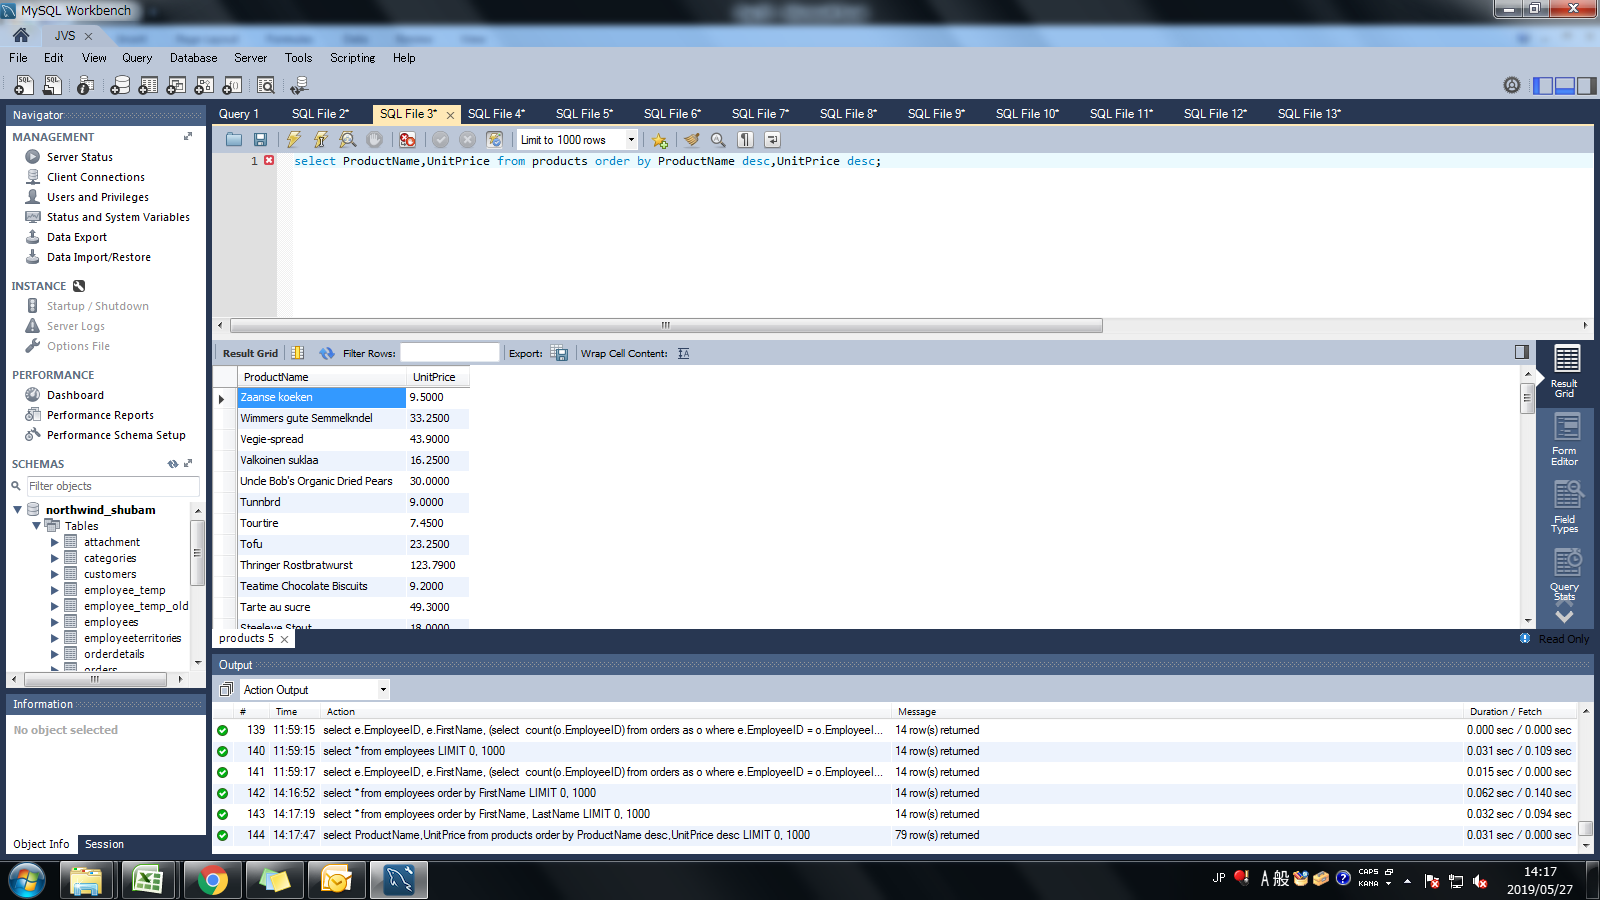 MySQL Workbench
JVS
File Edit View Query Database Server Tools Scripting Help
Navigator
MANAGEMENT
Server Status
Client Connections
Users and Privileges
Status and System Variables
Data Export
Data Import/Restore
INSTANCE
Startup / Shutdown
Server Logs
Options File
PERFORMANCE
Dashboard
Performance Reports
Performance Schema Setup
SCHEMAS
Filter objects
northwind_shubam
Tables
attachment
categories
customers
employee_temp
employee_temp_old
employees
employeeterritories
orderdetails
orders
Information
No object selected
Object Info Session
Query 1 SQL File 2* SQL File 3* SQL File 4* SQL File 5* SQL File 6* SQL File 7* SQL File 8* SQL File 9* SQL File 10* SQL File 11* SQL File 12* SQL File 13*
Limit to 1000 rows
1 select ProductName,UnitPrice from products order by ProductName desc,UnitPrice desc;
Result Grid Filter Rows: Export: Wrap Cell Content:
ProductName UnitPrice
Zaanse koeken 9.5000
Wimmers gute Semmelkndel 33.2500
Vegie-spread 43.9000
Valkoinen suklaa 16.2500
Uncle Bob's Organic Dried Pears 30.0000
Tunnbrd 9.0000
Tourtire 7.4500
Tofu 23.2500
Thringer Rostbratwurst 123.7900
Teatime Chocolate Biscuits 9.2000
Tarte au sucre 49.3000
Steeleye Stout 18.0000
Result
Grid
Form
Editor
Field
Types
Query
Stats
products 5
Read Only
Output
Action Output
# Time Action Message Duration / Fetch
139 11:59:15 select e.EmployeeID, e.FirstName, (select count(o.EmployeeID) from orders as o where e.EmployeeID = o.EmployeeI... 14 row(s) returned 0.000 sec / 0.000 sec
140 11:59:15 select * from employees LIMIT 0, 1000 14 row(s) returned 0.031 sec / 0.109 sec
141 11:59:17 select e.EmployeeID, e.FirstName, (select count(o.EmployeeID) from orders as o where e.EmployeeID = o.EmployeeI... 14 row(s) returned 0.015 sec / 0.000 sec
142 14:16:52 select * from employees order by FirstName LIMIT 0, 1000 14 row(s) returned 0.062 sec / 0.140 sec
143 14:17:19 select * from employees order by FirstName, LastName LIMIT 0, 1000 14 row(s) returned 0.032 sec / 0.094 sec
144 14:17:47 select ProductName,UnitPrice from products order by ProductName desc,UnitPrice desc LIMIT 0, 1000 79 row(s) returned 0.031 sec / 0.000 sec
JP A 般 CAPS
KANA
14:17
2019/05/27